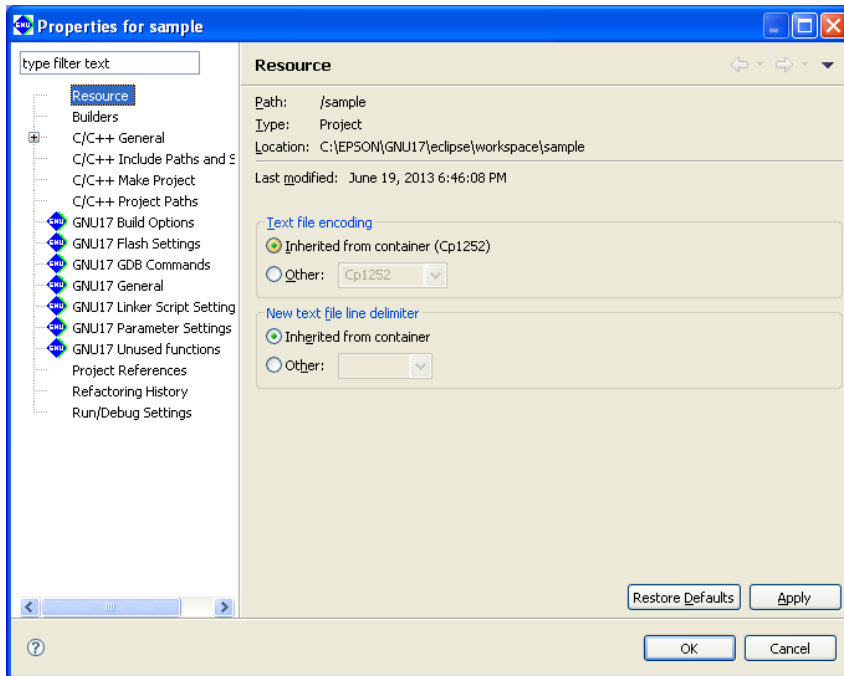 Properties for sample
type filter text
Resource
Builders
C/C++ General
C/C++ Include Paths and S
C/C++ Make Project
C/C++ Project Paths
GNU17 Build Options
GNU17 Flash Settings
GNU17 GDB Commands
GNU17 General
GNU17 Linker Script Setting
GNU17 Parameter Settings
GNU17 Unused functions
Project References
Refactoring History
Run/Debug Settings
Resource
Path: /sample
Type: Project
Location: C:\EPSON\GNU17\eclipse\workspace\sample
Last modified: June 19, 2013 6:46:08 PM
Text file encoding
Inherited from container (Cp1252)
Other: Cp1252
New text file line delimiter
Inherited from container
Other:
Restore Defaults Apply
OK Cancel